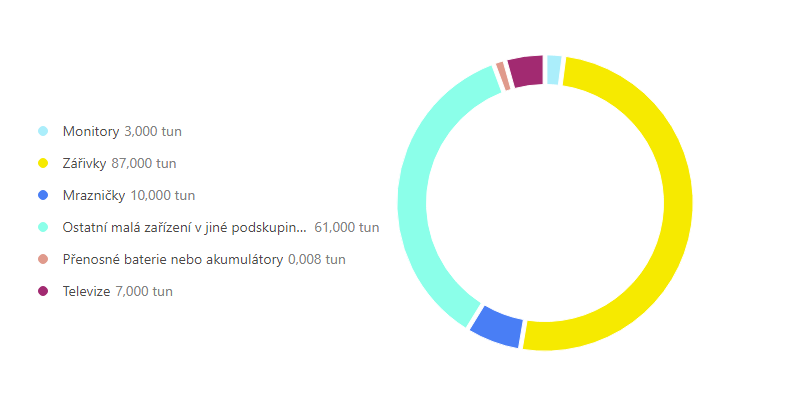 Monitory 3,000 tun
Zářivky 87,000 tun
Mrazničky 10,000 tun
Ostatní malá zařízení v jiné podskupin... 61,000 tun
Přenosné baterie nebo akumulátory 0,008 tun
Televize 7,000 tun